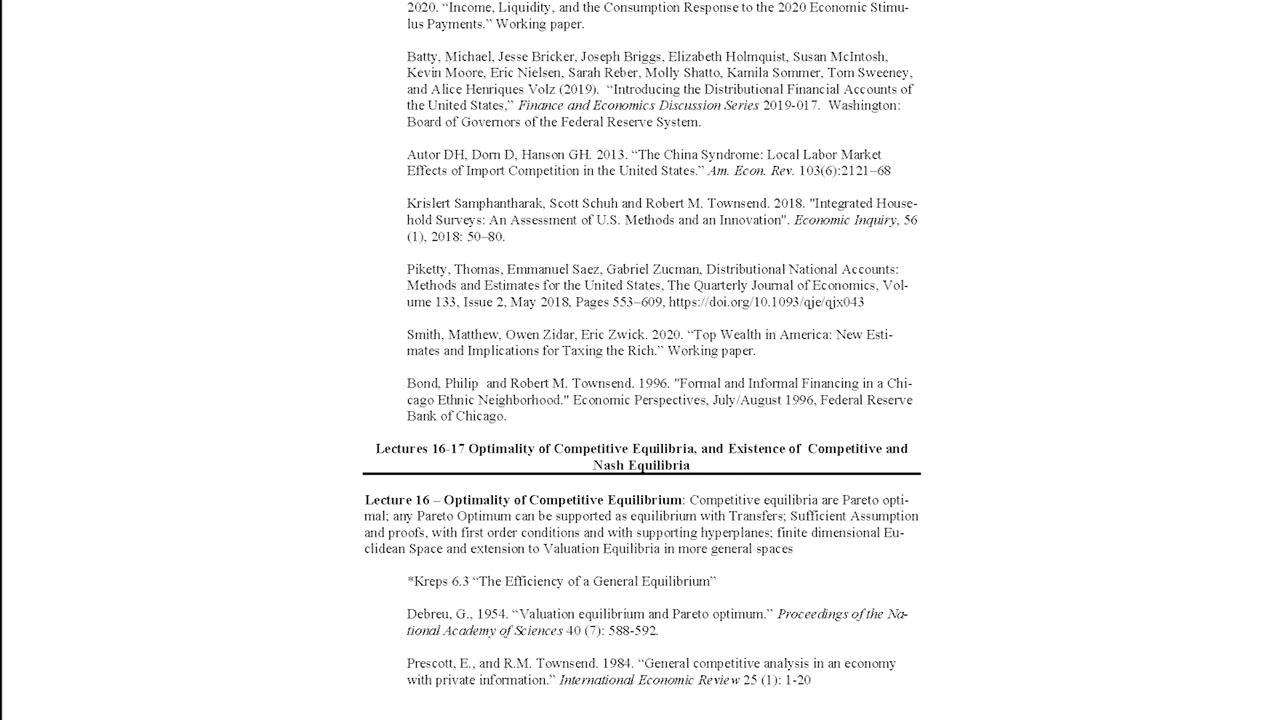 2020. “Income, Liquidity, and the Consumption Response to the 2020 Economic Stimu-
lus Payments.” Working paper.
Batty, Michael, Jesse Bricker, Joseph Briggs, Elizabeth Holmquist, Susan McIntosh,
Kevin Moore, Eric Nielsen, Sarah Reber, Molly Shatto, Kamila Sommer, Tom Sweeney,
and Alice Henriques Volz (2019). “Introducing the Distributional Financial Accounts of
the United States,” Finance and Economics Discussion Series 2019-017. Washington:
Board of Governors of the Federal Reserve System.
Autor DH, Dorn D, Hanson GH. 2013. “The China Syndrome: Local Labor Market
Effects of Import Competition in the United States.” Am. Econ. Rev. 103(6):2121–68
Krislert Samphantharak, Scott Schuh and Robert M. Townsend. 2018. "Integrated House-
hold Surveys: An Assessment of U.S. Methods and an Innovation". Economic Inquiry, 56
(1), 2018: 50–80.
Piketty, Thomas, Emmanuel Saez, Gabriel Zucman, Distributional National Accounts:
Methods and Estimates for the United States, The Quarterly Journal of Economics, Vol-
ume 133, Issue 2, May 2018, Pages 553–609, https://doi.org/10.1093/qje/qjx043
Smith, Matthew, Owen Zidar, Eric Zwick. 2020. “Top Wealth in America: New Esti-
mates and Implications for Taxing the Rich.” Working paper.
Bond, Philip and Robert M. Townsend. 1996. "Formal and Informal Financing in a Chi-
cago Ethnic Neighborhood." Economic Perspectives, July/August 1996, Federal Reserve
Bank of Chicago.
Lectures 16-17 Optimality of Competitive Equilibria, and Existence of Competitive and
Nash Equilibria
Lecture 16 – Optimality of Competitive Equilibrium: Competitive equilibria are Pareto opti-
mal; any Pareto Optimum can be supported as equilibrium with Transfers; Sufficient Assumption
and proofs, with first order conditions and with supporting hyperplanes; finite dimensional Eu-
clidean Space and extension to Valuation Equilibria in more general spaces
*Kreps 6.3 “The Efficiency of a General Equilibrium”
Debreu, G., 1954. “Valuation equilibrium and Pareto optimum.” Proceedings of the Na-
tional Academy of Sciences 40 (7): 588-592.
Prescott, E., and R.M. Townsend. 1984. “General competitive analysis in an economy
with private information.” International Economic Review 25 (1): 1-20